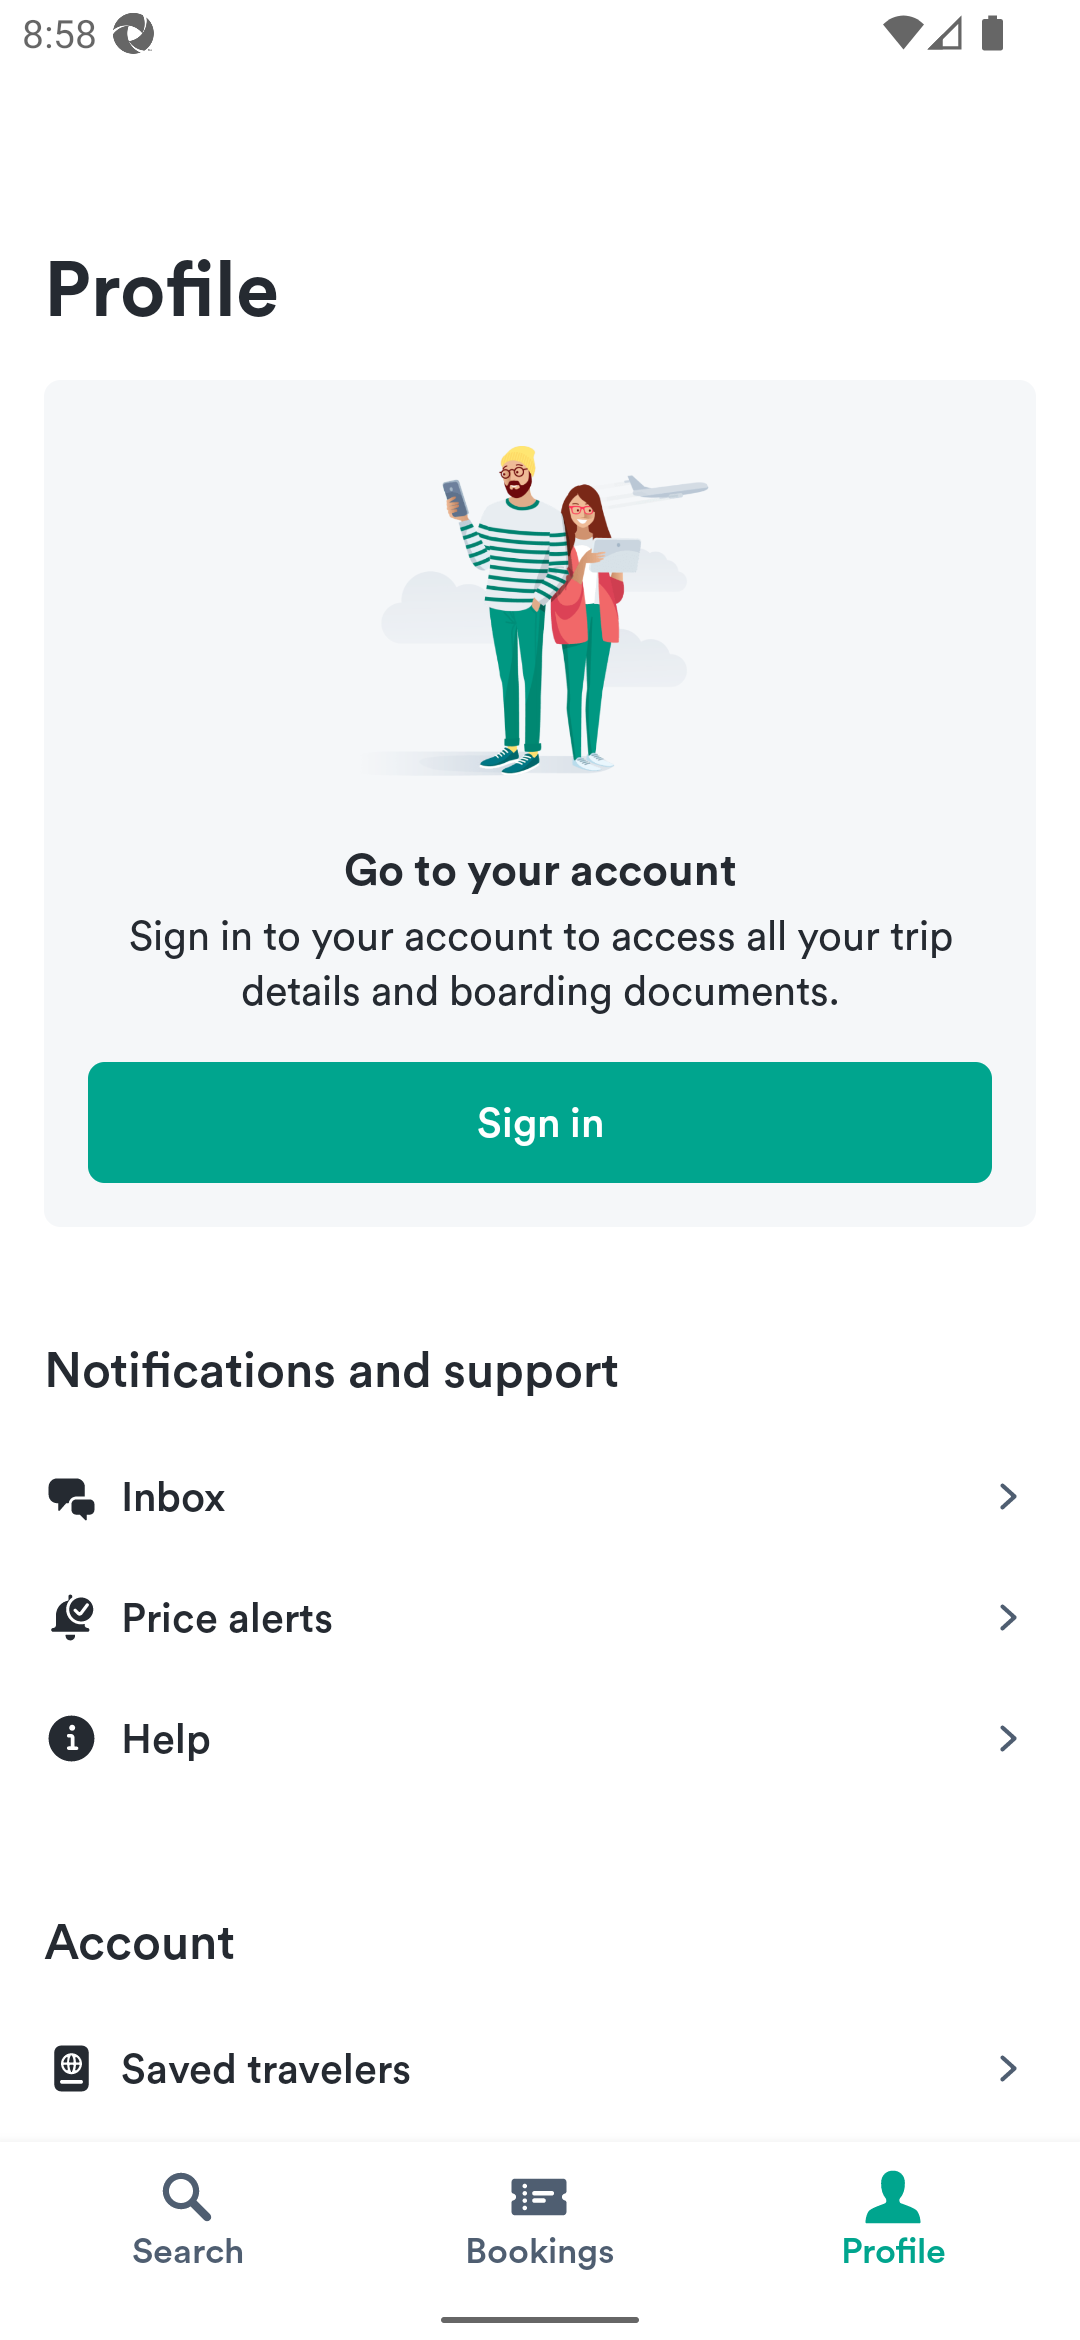 8:58
Profile
Go to your account
Sign in to your account to access all your trip
details and boarding documents.
Sign in
Notifications and support
Inbox
Price alerts
Help
Account
Saved travelers
Search
Bookings
Profile